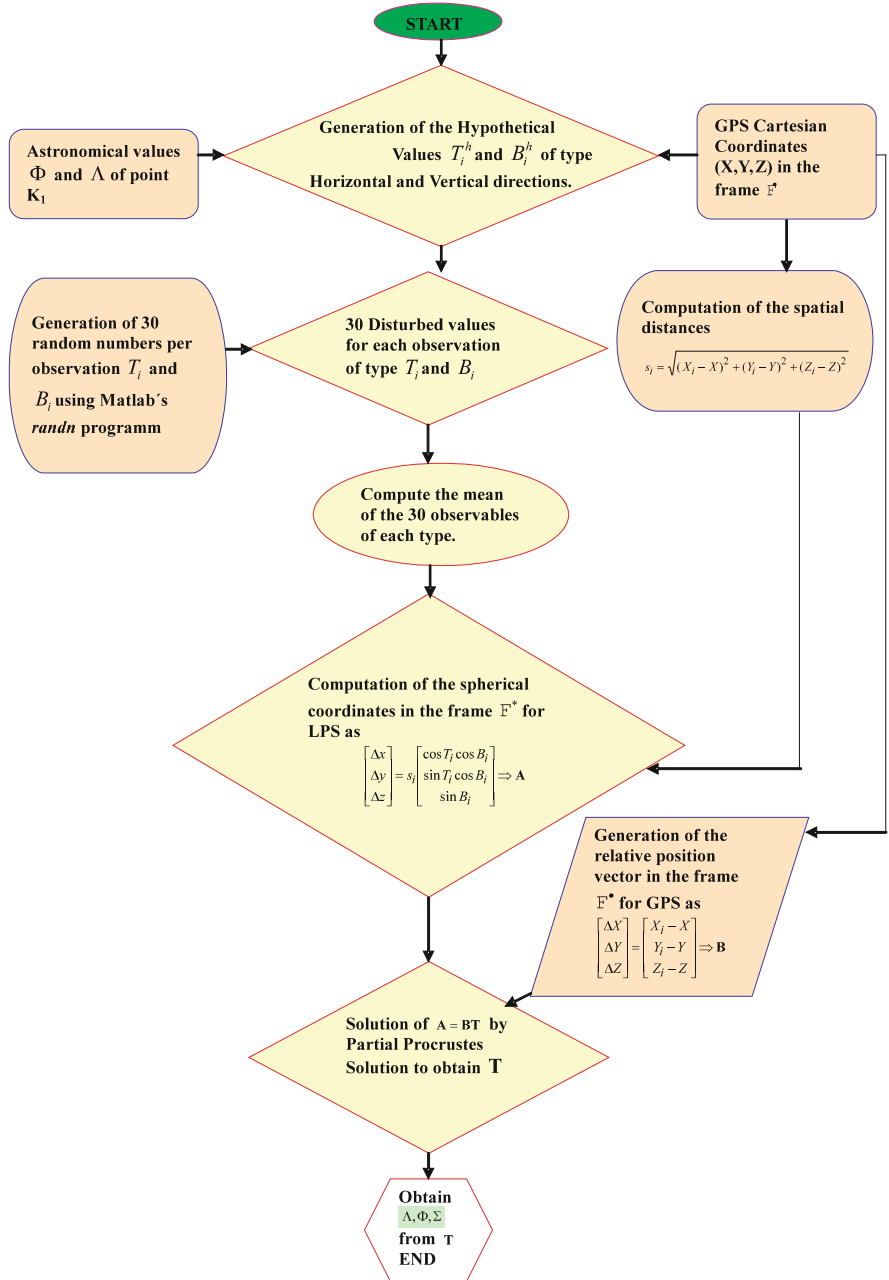 START
Generation of the Hypothetical
Values T_i^h and B_i^h of type
Horizontal and Vertical directions.
Astronomical values
Φ and Λ of point
K₁
GPS Cartesian
Coordinates
(X,Y,Z) in the
frame 𝔽•
Generation of 30
random numbers per
observation T_i and
B_i using Matlab´s
randn programm
30 Disturbed values
for each observation
of type T_i and B_i
Computation of the spatial
distances
s_i = √((X_i − X)² + (Y_i − Y)² + (Z_i − Z)²)
Compute the mean
of the 30 observables
of each type.
Computation of the spherical
coordinates in the frame 𝔽* for
LPS as
[Δx] [cos T_i cos B_i]
[Δy] = s_i [sin T_i cos B_i] ⇒ A
[Δz] [sin B_i]
Generation of the
relative position
vector in the frame
𝔽• for GPS as
[ΔX] [X_i − X]
[ΔY] = [Y_i − Y] ⇒ B
[ΔZ] [Z_i − Z]
Solution of A = BT by
Partial Procrustes
Solution to obtain T
Obtain
Λ,Φ,Σ
from T
END